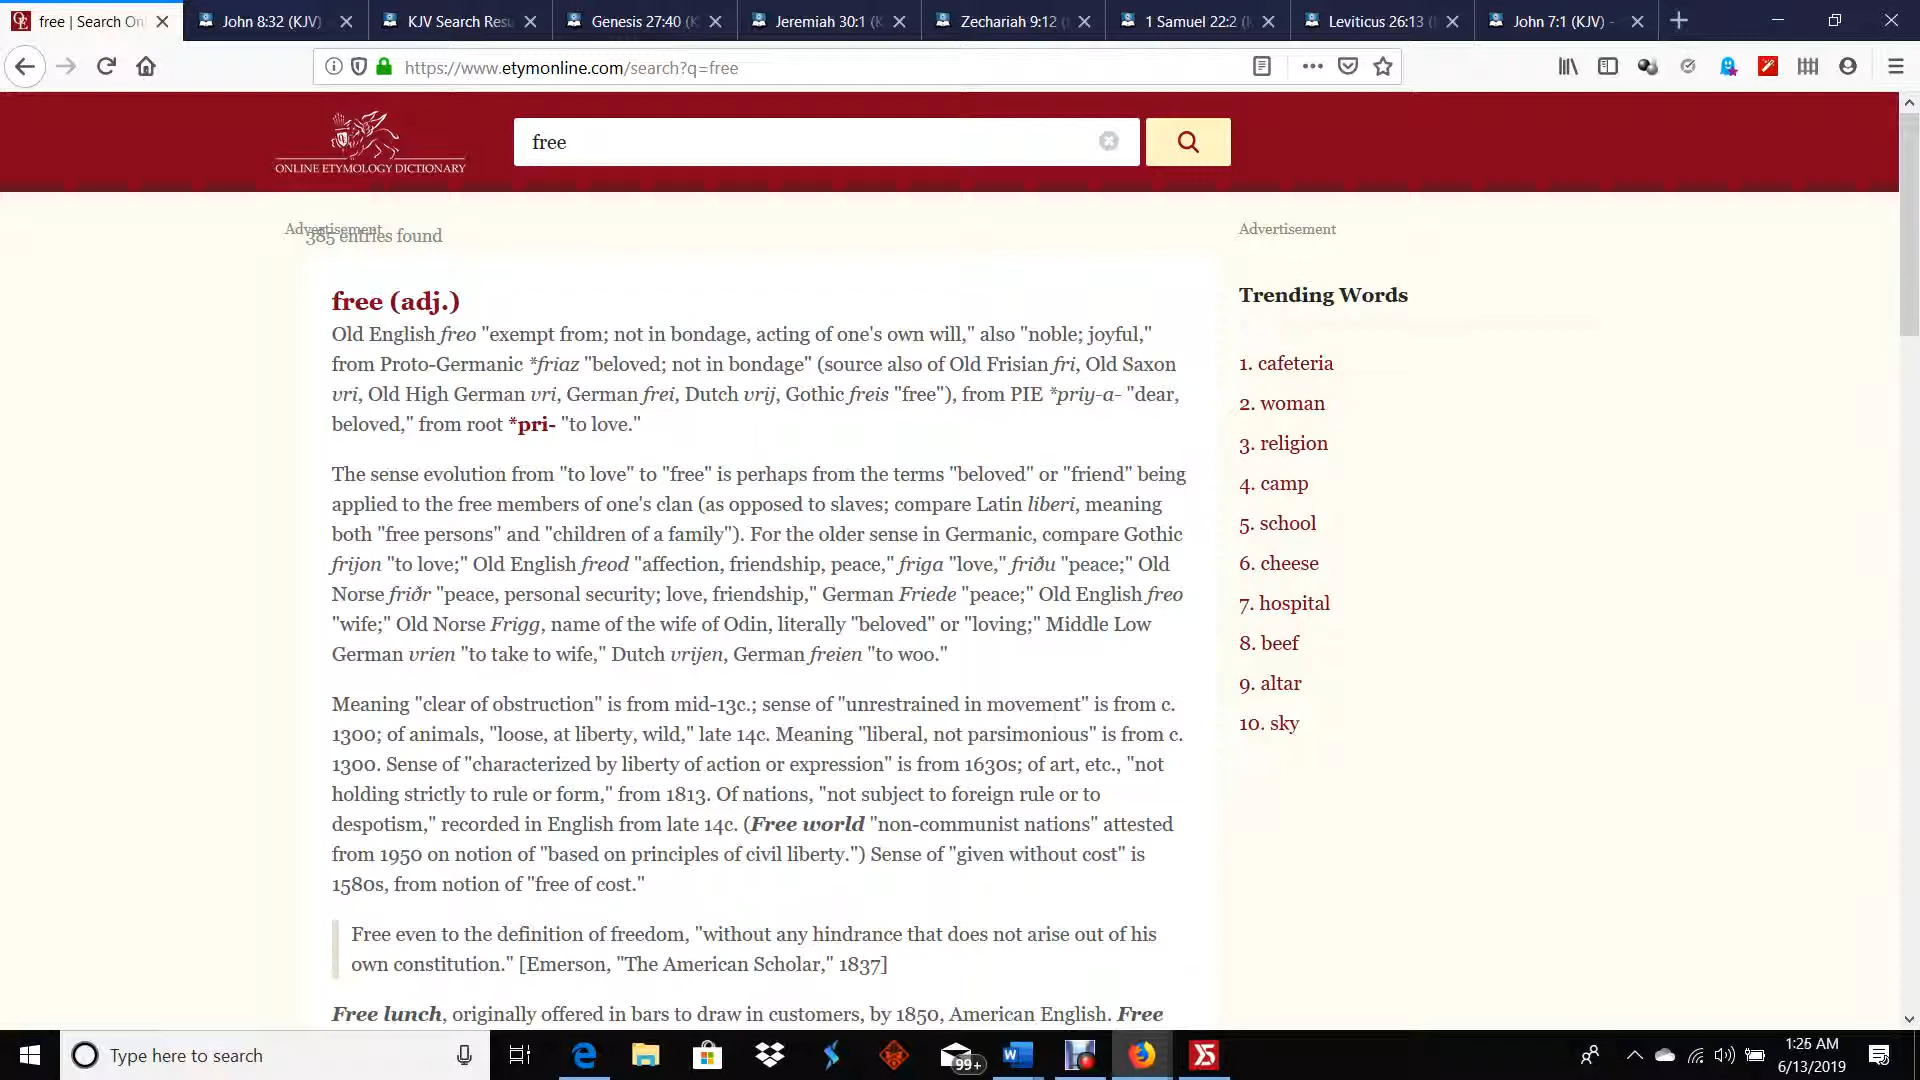 free | Search On
John 8:32 (KJV)
KJV Search Resu
Genesis 27:40 (K
Jeremiah 30:1 (K
Zechariah 9:12 (
1 Samuel 22:2 (
Leviticus 26:13 (
John 7:1 (KJV) -
https://www.etymonline.com/search?q=free
ONLINE ETYMOLOGY DICTIONARY
free
Advertisement
385 entries found
Advertisement
free (adj.)
Old English freo "exempt from; not in bondage, acting of one's own will," also "noble; joyful,"
from Proto-Germanic *friaz "beloved; not in bondage" (source also of Old Frisian fri, Old Saxon
vri, Old High German vri, German frei, Dutch vrij, Gothic freis "free"), from PIE *priy-a- "dear,
beloved," from root *pri- "to love."
The sense evolution from "to love" to "free" is perhaps from the terms "beloved" or "friend" being
applied to the free members of one's clan (as opposed to slaves; compare Latin liberi, meaning
both "free persons" and "children of a family"). For the older sense in Germanic, compare Gothic
frijon "to love;" Old English freod "affection, friendship, peace," friga "love," friðu "peace;" Old
Norse friðr "peace, personal security; love, friendship," German Friede "peace;" Old English freo
"wife;" Old Norse Frigg, name of the wife of Odin, literally "beloved" or "loving;" Middle Low
German vrien "to take to wife," Dutch vrijen, German freien "to woo."
Meaning "clear of obstruction" is from mid-13c.; sense of "unrestrained in movement" is from c.
1300; of animals, "loose, at liberty, wild," late 14c. Meaning "liberal, not parsimonious" is from c.
1300. Sense of "characterized by liberty of action or expression" is from 1630s; of art, etc., "not
holding strictly to rule or form," from 1813. Of nations, "not subject to foreign rule or to
despotism," recorded in English from late 14c. (Free world "non-communist nations" attested
from 1950 on notion of "based on principles of civil liberty.") Sense of "given without cost" is
1580s, from notion of "free of cost."
Free even to the definition of freedom, "without any hindrance that does not arise out of his
own constitution." [Emerson, "The American Scholar," 1837]
Free lunch, originally offered in bars to draw in customers, by 1850, American English. Free
Trending Words
1. cafeteria
2. woman
3. religion
4. camp
5. school
6. cheese
7. hospital
8. beef
9. altar
10. sky
Type here to search
99+
1:25 AM
6/13/2019